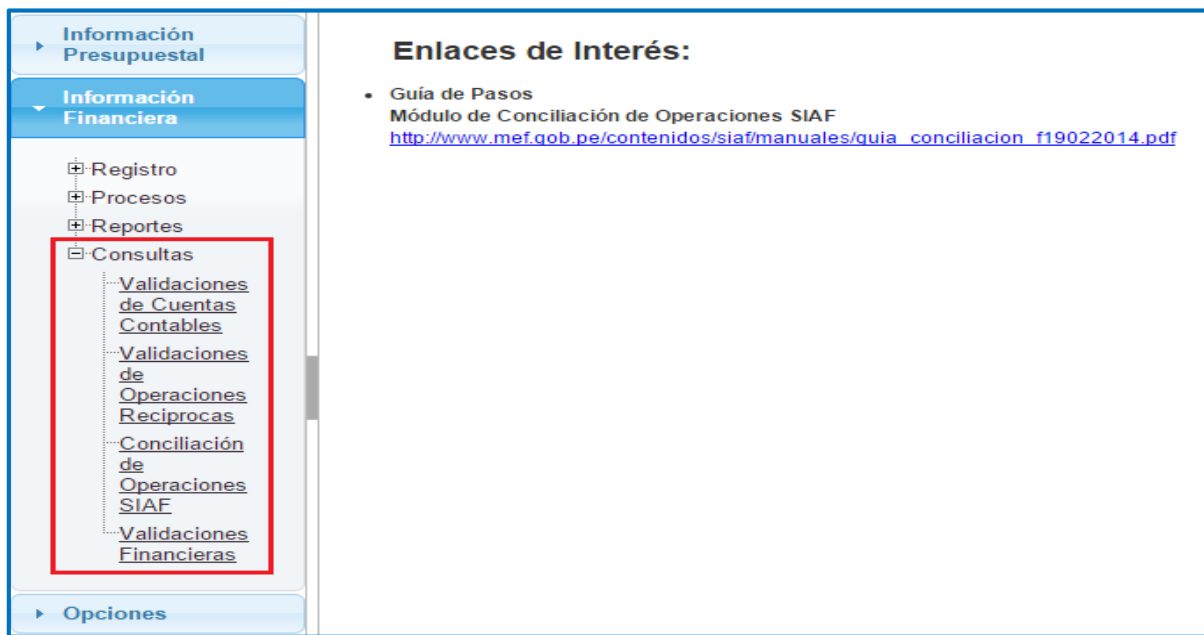 Información
Presupuestal
Información
Financiera
Registro
Procesos
Reportes
Consultas
Validaciones
de Cuentas
Contables
Validaciones
de
Operaciones
Reciprocas
Conciliación
de
Operaciones
SIAF
Validaciones
Financieras
Opciones
Enlaces de Interés:
• Guía de Pasos
Módulo de Conciliación de Operaciones SIAF
http://www.mef.gob.pe/contenidos/siaf/manuales/guia_conciliacion_f19022014.pdf